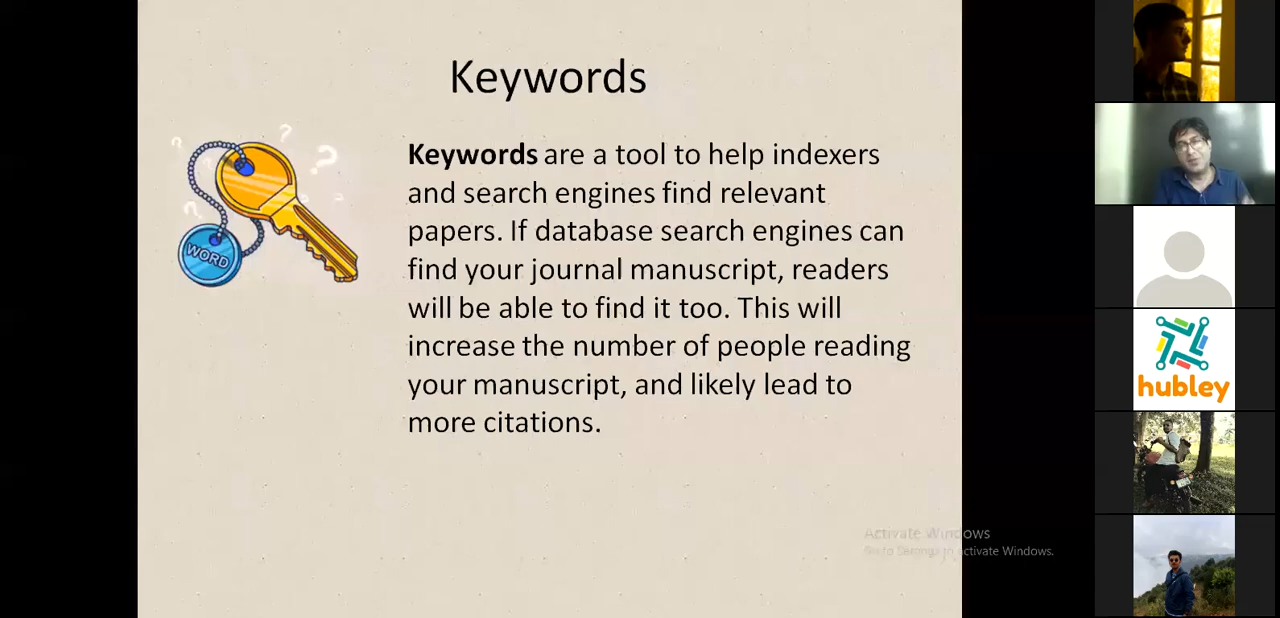 Keywords
WORD
Keywords are a tool to help indexers
and search engines find relevant
papers. If database search engines can
find your journal manuscript, readers
will be able to find it too. This will
increase the number of people reading
your manuscript, and likely lead to
more citations.
hubley
Activate Windows
Go to Settings to activate Windows.